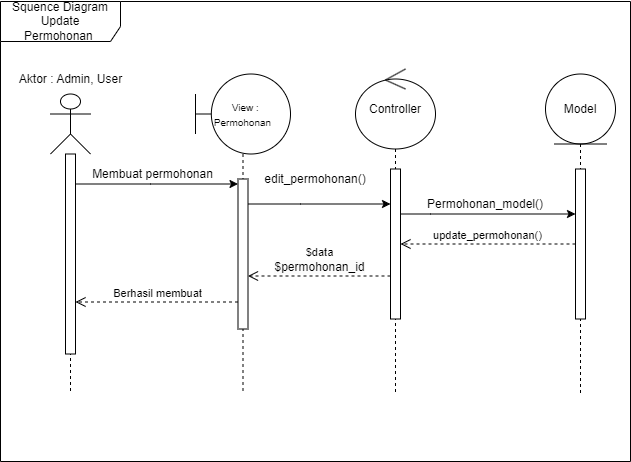 Squence Diagram
Update
Permohonan
Aktor : Admin, User
View :
Permohonan
Controller
Model
Membuat permohonan
edit_permohonan()
Permohonan_model()
update_permohonan()
$data
$permohonan_id
Berhasil membuat